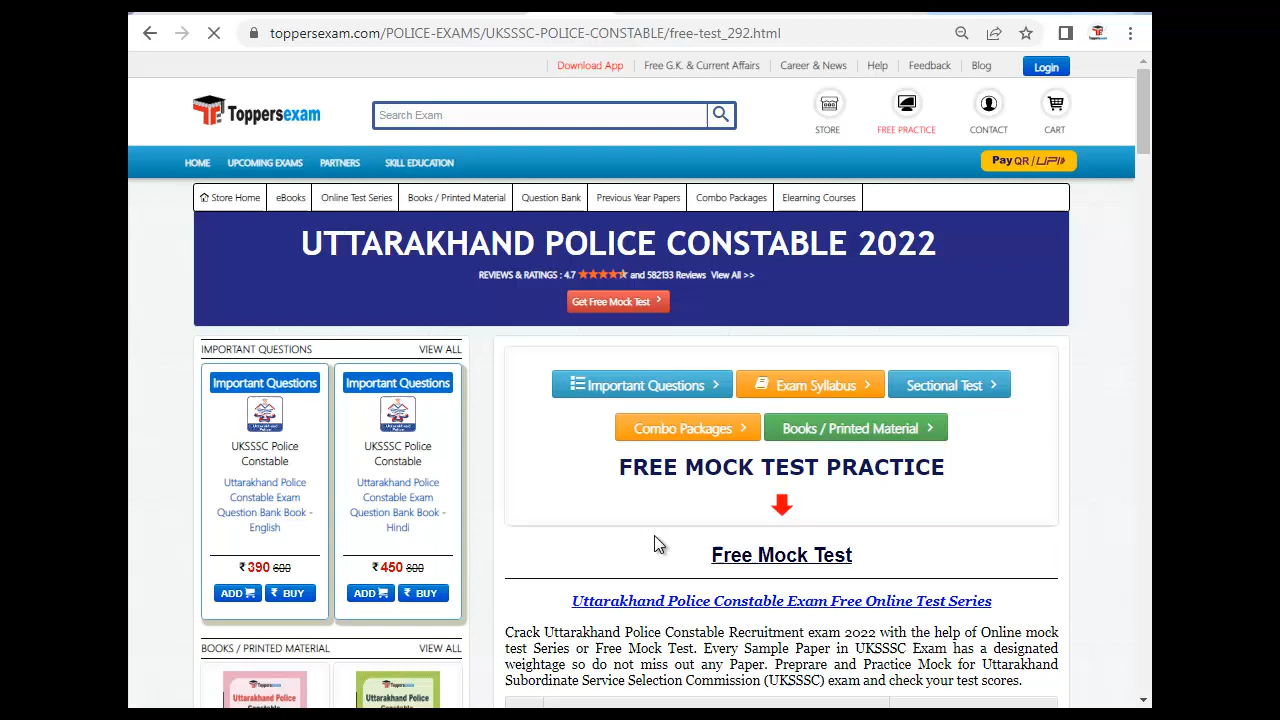 toppersexam.com/POLICE-EXAMS/UKSSSC-POLICE-CONSTABLE/free-test_292.html
Download App Free G.K. & Current Affairs Career & News Help Feedback Blog Login
Toppersexam
Search Exam
STORE FREE PRACTICE CONTACT CART
HOME UPCOMING EXAMS PARTNERS SKILL EDUCATION
Pay QR / UPI
Store Home eBooks Online Test Series Books / Printed Material Question Bank Previous Year Papers Combo Packages Elearning Courses
UTTARAKHAND POLICE CONSTABLE 2022
REVIEWS & RATINGS : 4.7 and 582133 Reviews View All >>
Get Free Mock Test
IMPORTANT QUESTIONS VIEW ALL
Important Questions
UKSSSC Police
Constable
Uttarakhand Police
Constable Exam
Question Bank Book -
English
₹ 390 600
ADD ₹ BUY
Important Questions
UKSSSC Police
Constable
Uttarakhand Police
Constable Exam
Question Bank Book -
Hindi
₹ 450 800
ADD ₹ BUY
BOOKS / PRINTED MATERIAL VIEW ALL
Toppersexam
Uttarakhand Police
Constable
Toppersexam
Uttarakhand Police
Constable
Important Questions Exam Syllabus Sectional Test
Combo Packages Books / Printed Material
FREE MOCK TEST PRACTICE
Free Mock Test
Uttarakhand Police Constable Exam Free Online Test Series
Crack Uttarakhand Police Constable Recruitment exam 2022 with the help of Online mock
test Series or Free Mock Test. Every Sample Paper in UKSSSC Exam has a designated
weightage so do not miss out any Paper. Preprare and Practice Mock for Uttarakhand
Subordinate Service Selection Commission (UKSSSC) exam and check your test scores.